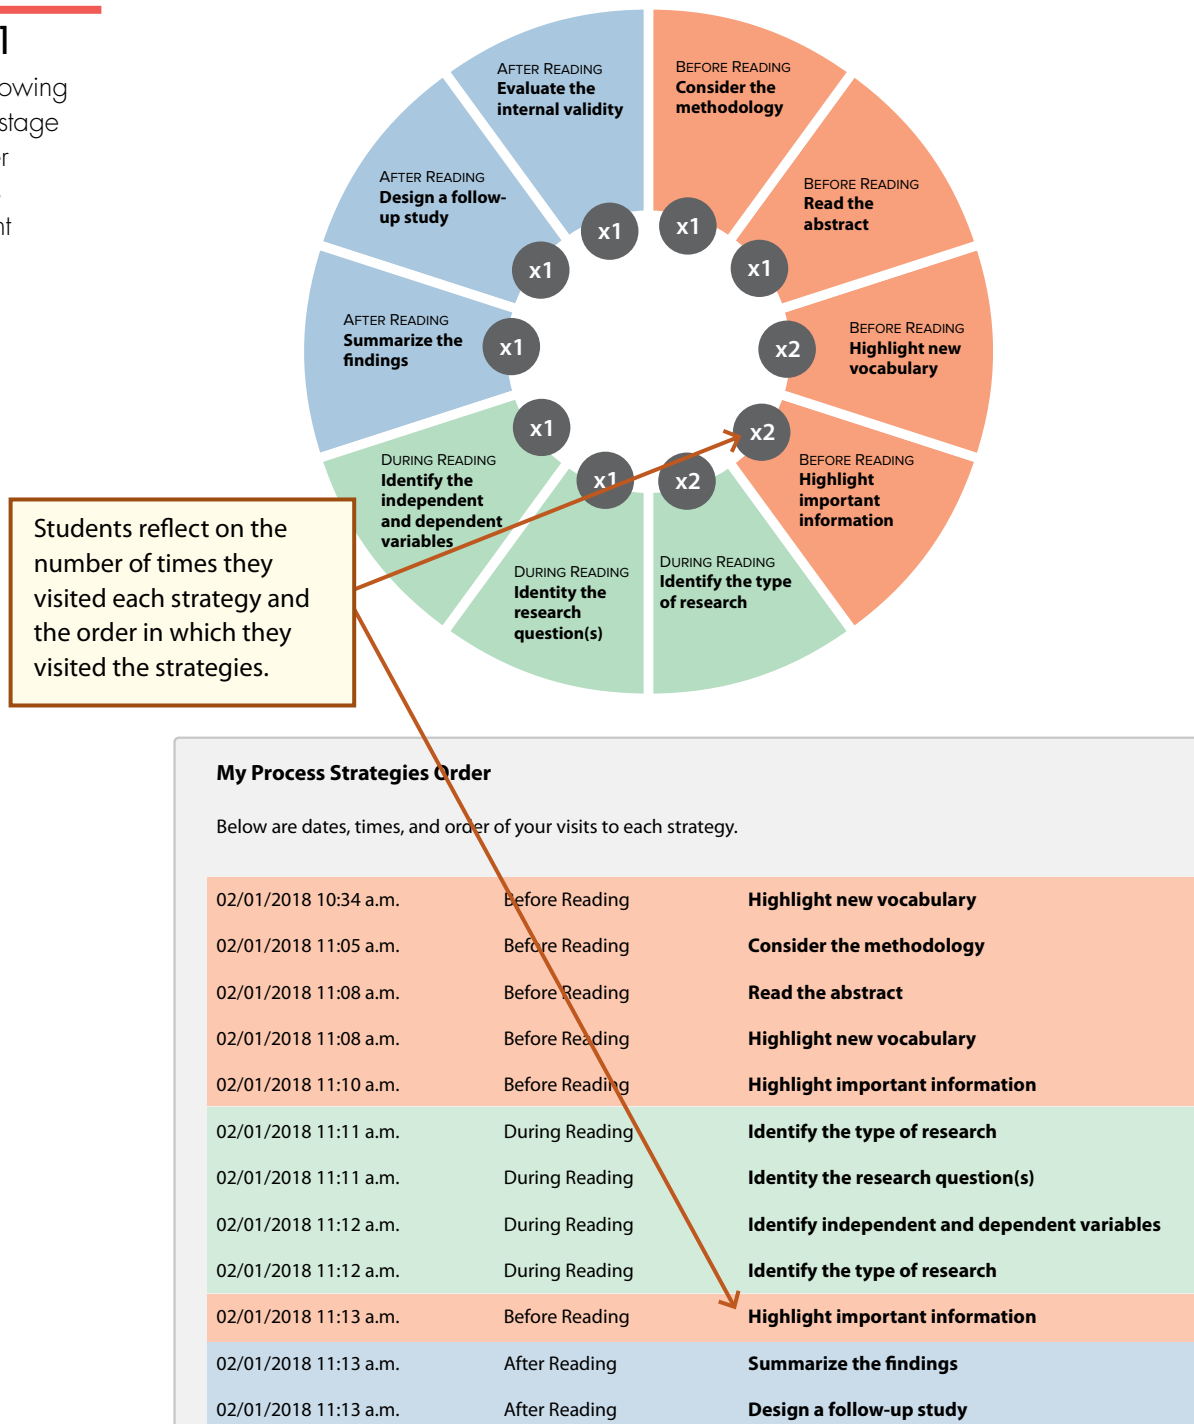 1
owing
stage
er
nt
AFTER READING
Evaluate the
internal validity
BEFORE READING
Consider the
methodology
AFTER READING
Design a follow-
up study
BEFORE READING
Read the
abstract
x1
x1
x1
x1
AFTER READING
Summarize the
findings
x1
x2
BEFORE READING
Highlight new
vocabulary
x1
x2
DURING READING
Identify the
independent
and dependent
variables
x1
x2
BEFORE READING
Highlight
important
information
DURING READING
Identity the
research
question(s)
DURING READING
Identify the type
of research
Students reflect on the
number of times they
visited each strategy and
the order in which they
visited the strategies.
My Process Strategies Order
Below are dates, times, and order of your visits to each strategy.
02/01/2018 10:34 a.m. Before Reading Highlight new vocabulary
02/01/2018 11:05 a.m. Before Reading Consider the methodology
02/01/2018 11:08 a.m. Before Reading Read the abstract
02/01/2018 11:08 a.m. Before Reading Highlight new vocabulary
02/01/2018 11:10 a.m. Before Reading Highlight important information
02/01/2018 11:11 a.m. During Reading Identify the type of research
02/01/2018 11:11 a.m. During Reading Identity the research question(s)
02/01/2018 11:12 a.m. During Reading Identify independent and dependent variables
02/01/2018 11:12 a.m. During Reading Identify the type of research
02/01/2018 11:13 a.m. Before Reading Highlight important information
02/01/2018 11:13 a.m. After Reading Summarize the findings
02/01/2018 11:13 a.m. After Reading Design a follow-up study